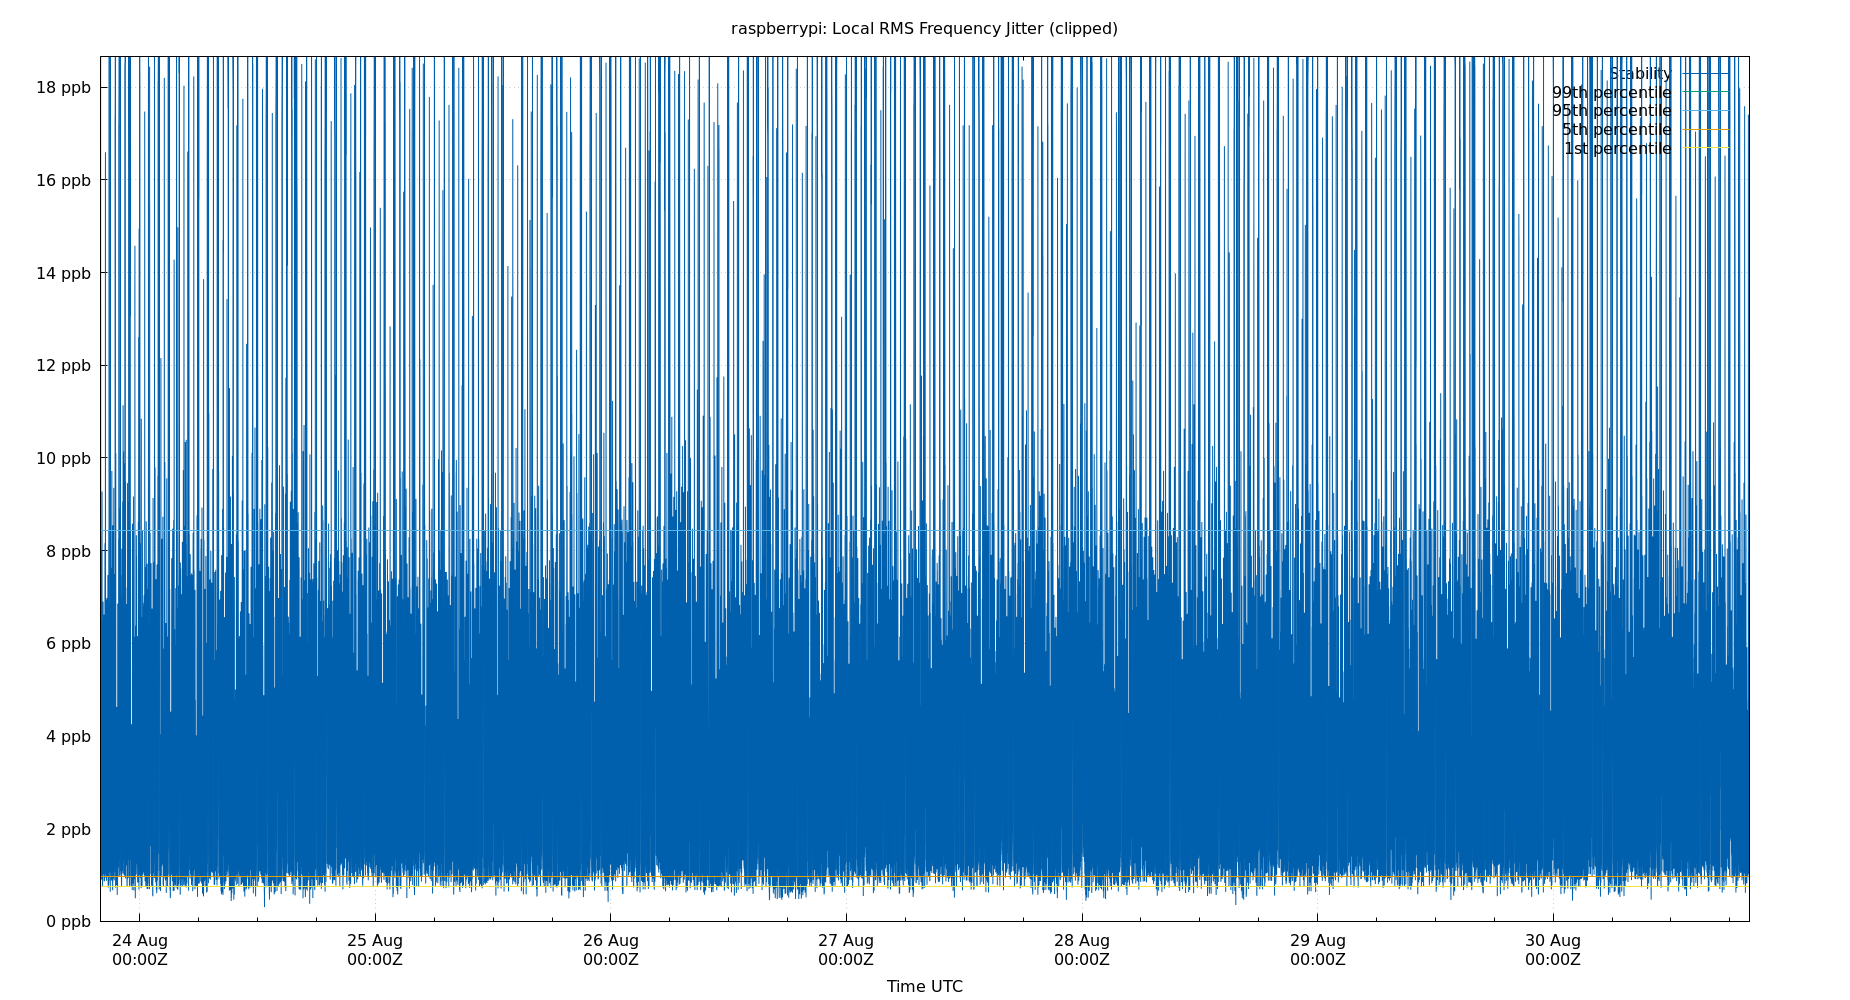 raspberrypi: Local RMS Frequency Jitter (clipped)
18 ppb
16 ppb
14 ppb
12 ppb
10 ppb
8 ppb
6 ppb
4 ppb
2 ppb
0 ppb
Stability
99th percentile
95th percentile
5th percentile
1st percentile
24 Aug 25 Aug 26 Aug 27 Aug 28 Aug 29 Aug 30 Aug
00:00Z 00:00Z 00:00Z 00:00Z 00:00Z 00:00Z 00:00Z
Time UTC